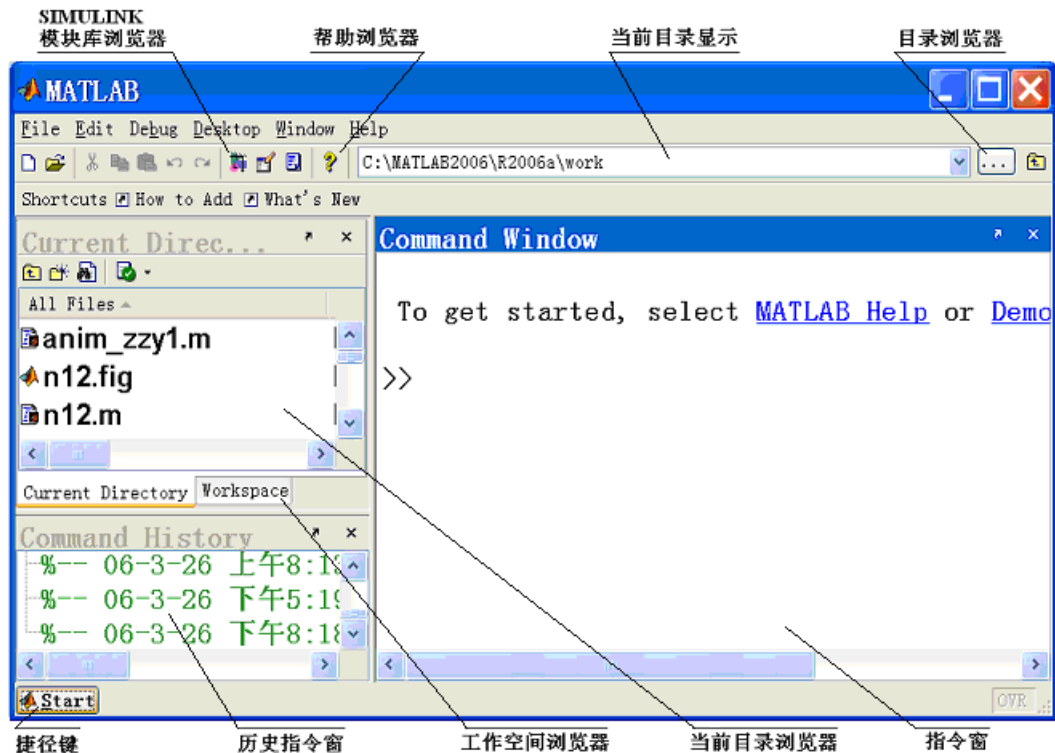 SIMULINK
模块库浏览器
帮助浏览器
当前目录显示
目录浏览器
MATLAB
File Edit Debug Desktop Window Help
C:\MATLAB2006\R2006a\work
...
Shortcuts How to Add What's New
Current Direc...
All Files
anim_zzy1.m
n12.fig
n12.m
Current Directory Workspace
Command History
%-- 06-3-26 上午8:1
%-- 06-3-26 下午5:19
%-- 06-3-26 下午8:18
Command Window
To get started, select MATLAB Help or Demo
>>
Start
OVR
捷径键
历史指令窗
工作空间浏览器
当前目录浏览器
指令窗